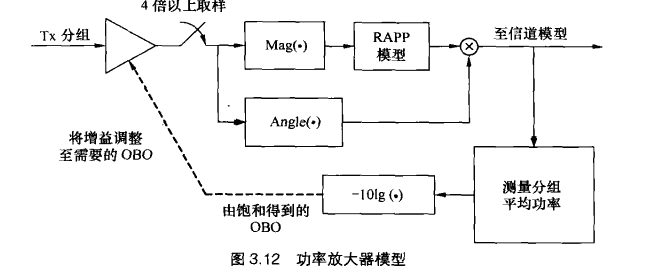 4 倍以上取样
Tx 分组
Mag(•)
RAPP
模型
至信道模型
Angle(•)
将增益调整
至需要的 OBO
−10lg (•)
测量分组
平均功率
由饱和得到的
OBO
图 3.12 功率放大器模型